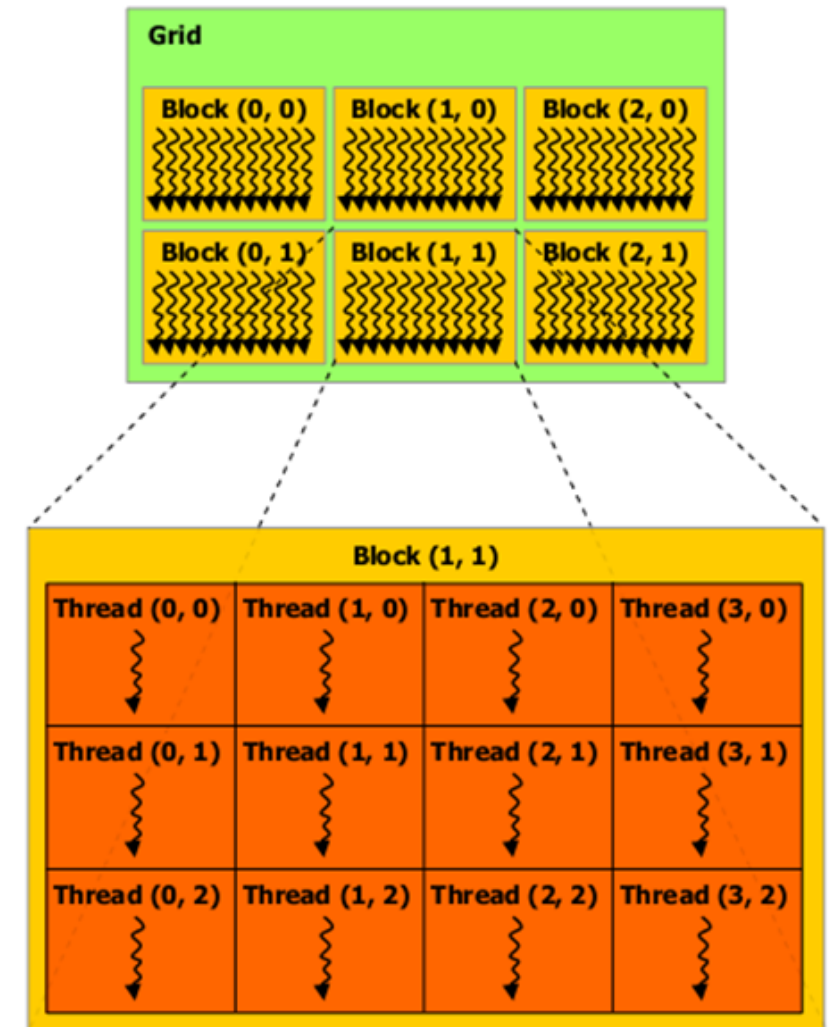 Grid
Block (0, 0) Block (1, 0) Block (2, 0)
Block (0, 1) Block (1, 1) Block (2, 1)
Block (1, 1)
Thread (0, 0) Thread (1, 0) Thread (2, 0) Thread (3, 0)
Thread (0, 1) Thread (1, 1) Thread (2, 1) Thread (3, 1)
Thread (0, 2) Thread (1, 2) Thread (2, 2) Thread (3, 2)